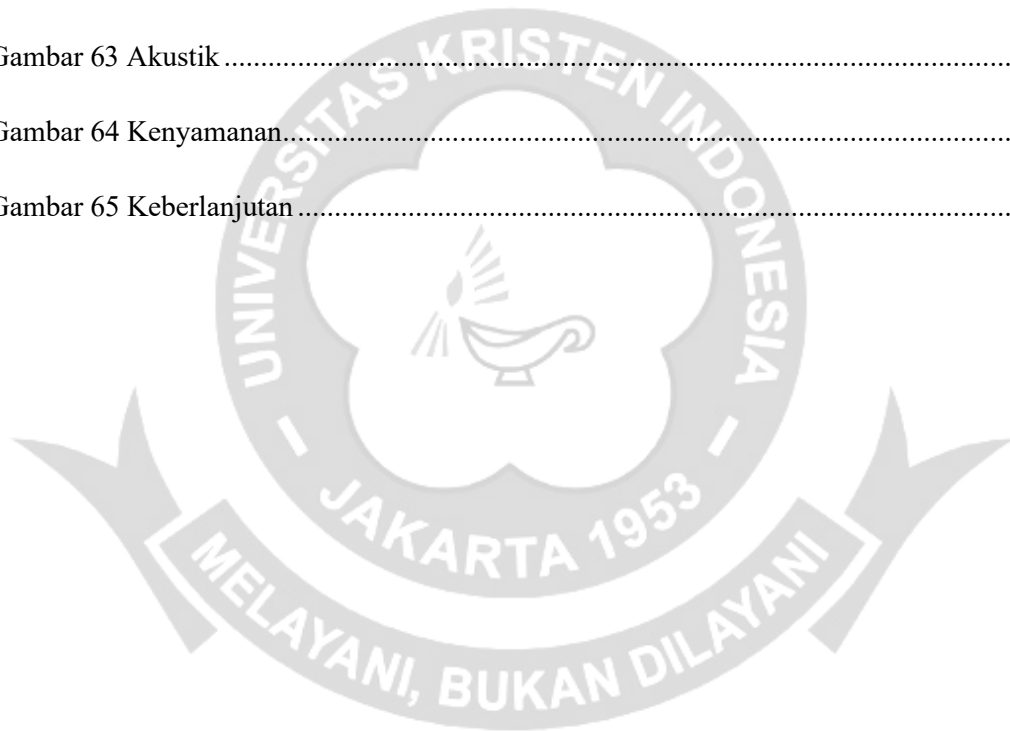 Gambar 63 Akustik ........................................................................................................
Gambar 64 Kenyamanan................................................................................................
Gambar 65 Keberlanjutan ..............................................................................................
UNIVERSITAS KRISTEN INDONESIA
JAKARTA 1953
MELAYANI, BUKAN DILAYANI